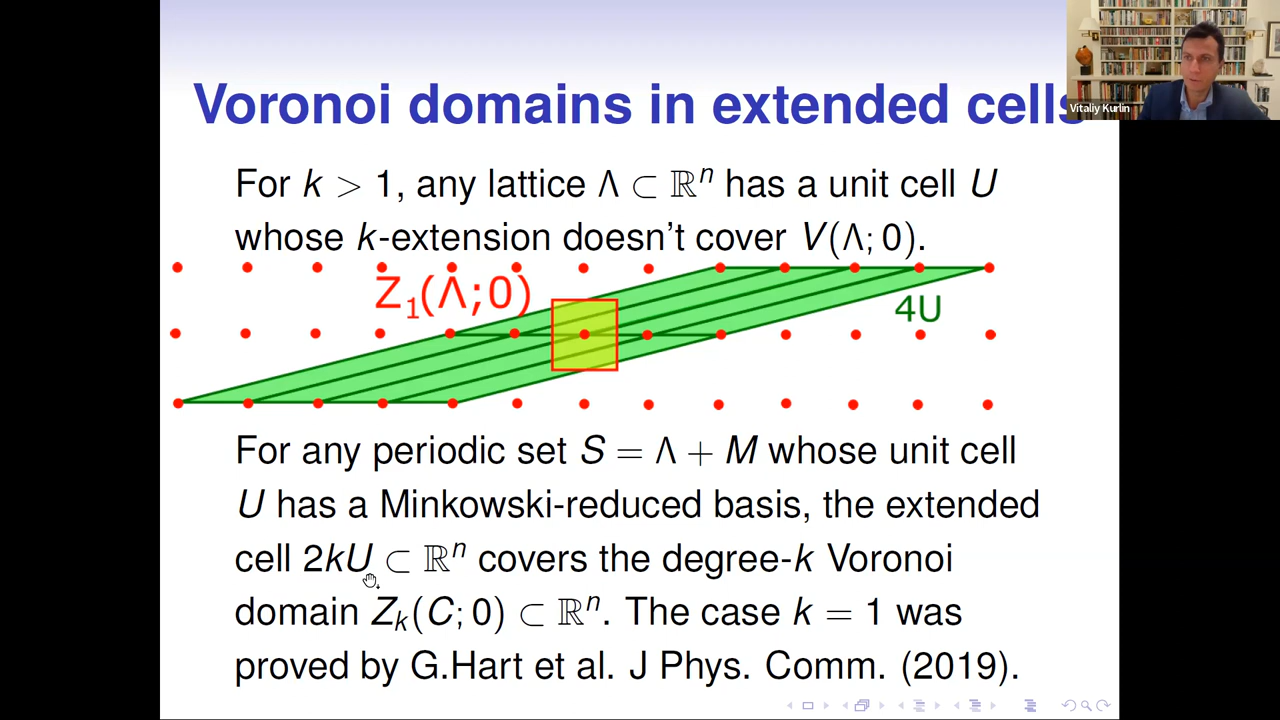 Voronoi domains in extended cells
Vitaliy Kurlin
For k > 1, any lattice Λ ⊂ ℝⁿ has a unit cell U
whose k-extension doesn't cover V(Λ; 0).
Z₁(Λ;0)
4U
For any periodic set S = Λ + M whose unit cell
U has a Minkowski-reduced basis, the extended
cell 2kU ⊂ ℝⁿ covers the degree-k Voronoi
domain Zₖ(C; 0) ⊂ ℝⁿ. The case k = 1 was
proved by G.Hart et al. J Phys. Comm. (2019).